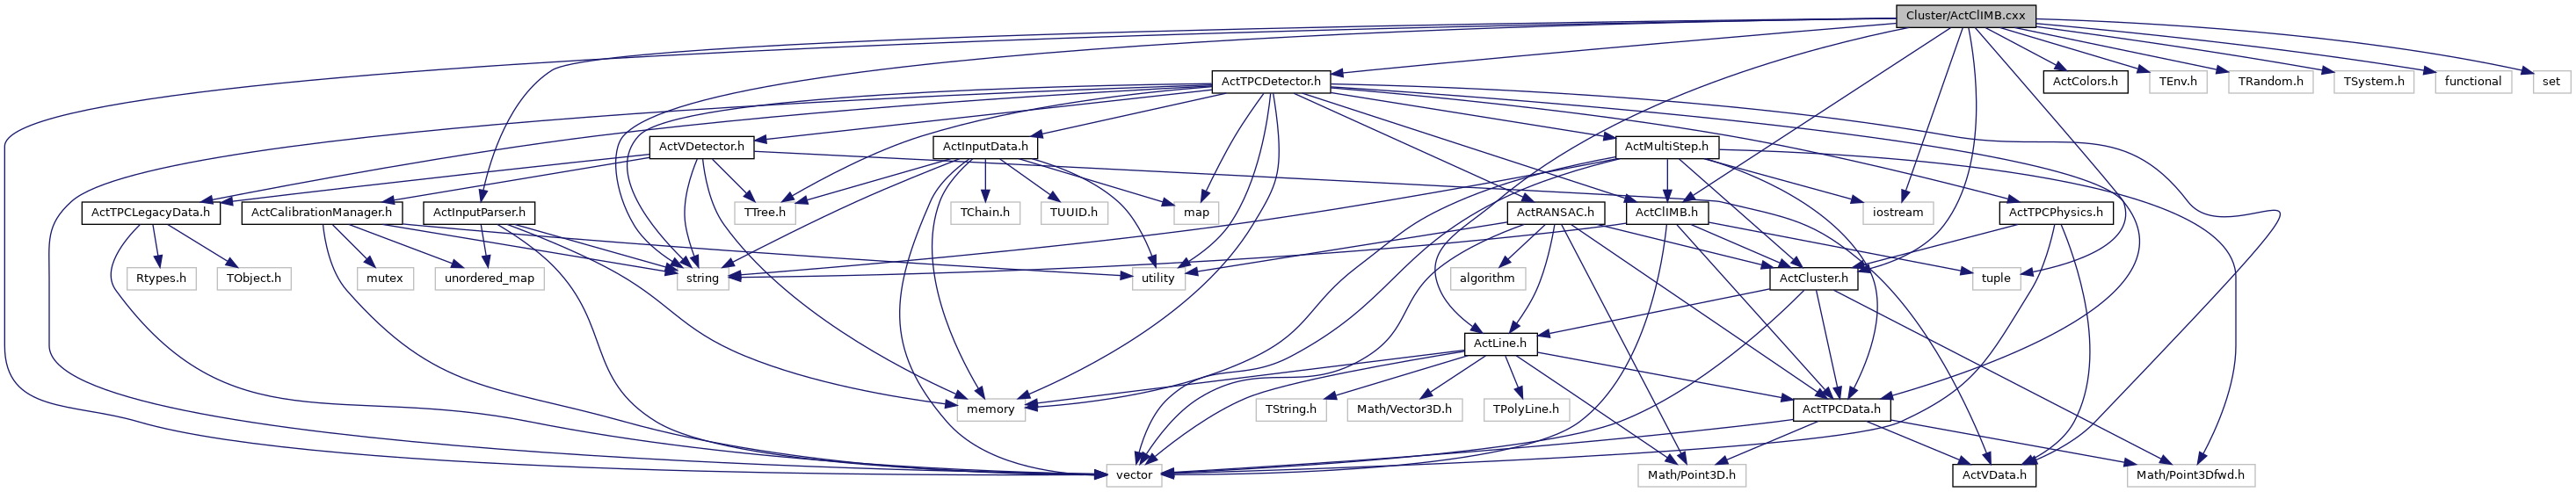 Cluster/ActClIMB.cxx
ActTPCDetector.h
ActColors.h
TEnv.h
TRandom.h
TSystem.h
functional
set
ActVDetector.h
ActInputData.h
ActMultiStep.h
ActTPCLegacyData.h
ActCalibrationManager.h
ActInputParser.h
TTree.h
TChain.h
TUUID.h
map
ActRANSAC.h
ActClIMB.h
iostream
ActTPCPhysics.h
Rtypes.h
TObject.h
mutex
unordered_map
string
utility
algorithm
ActCluster.h
tuple
ActLine.h
memory
TString.h
Math/Vector3D.h
TPolyLine.h
ActTPCData.h
vector
Math/Point3D.h
ActVData.h
Math/Point3Dfwd.h